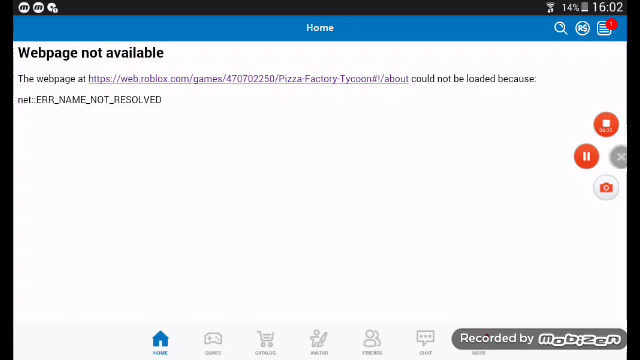 14% 16:02
Home
R$
1
Webpage not available
The webpage at https://web.roblox.com/games/470702250/Pizza-Factory-Tycoon#!/about could not be loaded because:
net::ERR_NAME_NOT_RESOLVED
HOME GAMES CATALOG AVATAR FRIENDS CHAT MORE
Recorded by mobizen